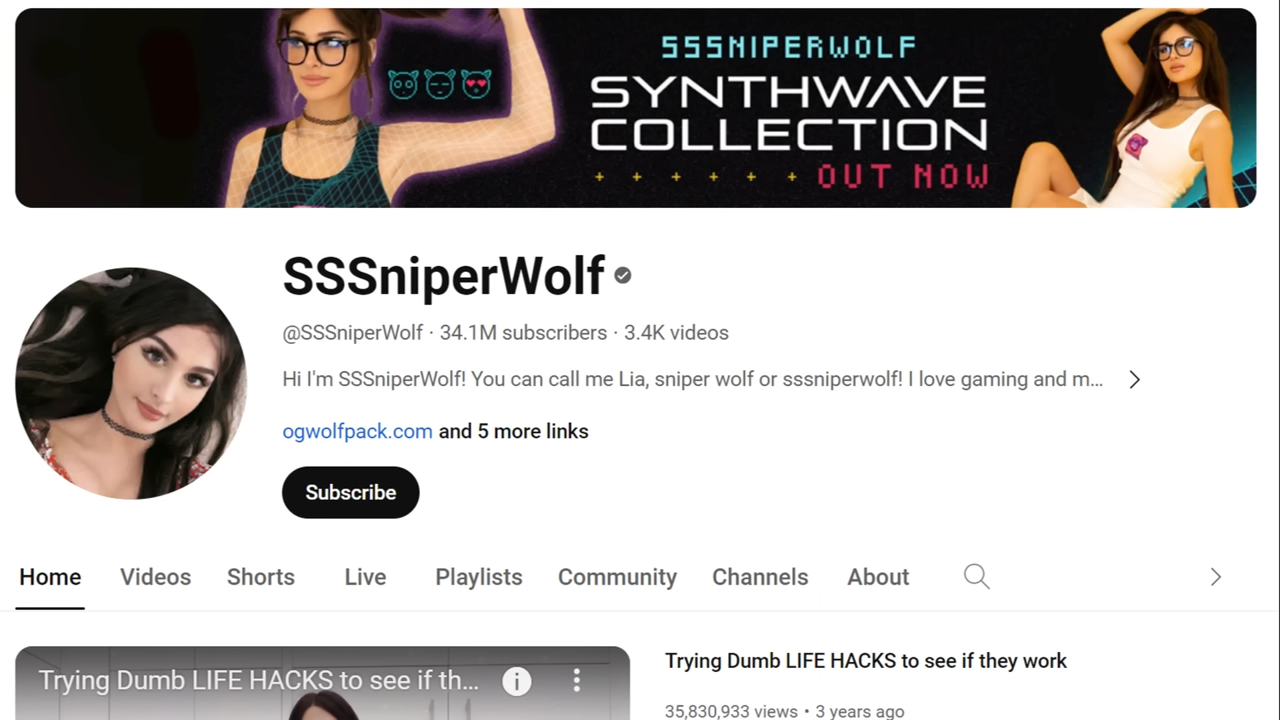 SSSNIPERWOLF
SYNTHWAVE
COLLECTION
OUT NOW
SSSniperWolf
@SSSniperWolf · 34.1M subscribers · 3.4K videos
Hi I'm SSSniperWolf! You can call me Lia, sniper wolf or sssniperwolf! I love gaming and m...
ogwolfpack.com and 5 more links
Subscribe
Home Videos Shorts Live Playlists Community Channels About
Trying Dumb LIFE HACKS to see if th...
Trying Dumb LIFE HACKS to see if they work
35,830,933 views • 3 years ago